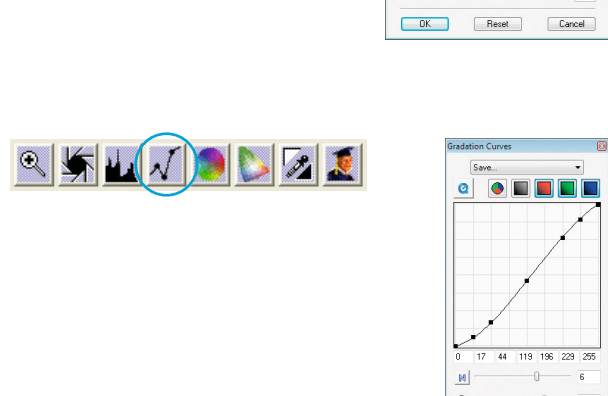 OK Reset Cancel
Gradation Curves
Save...
0 17 44 119 196 229 255
6